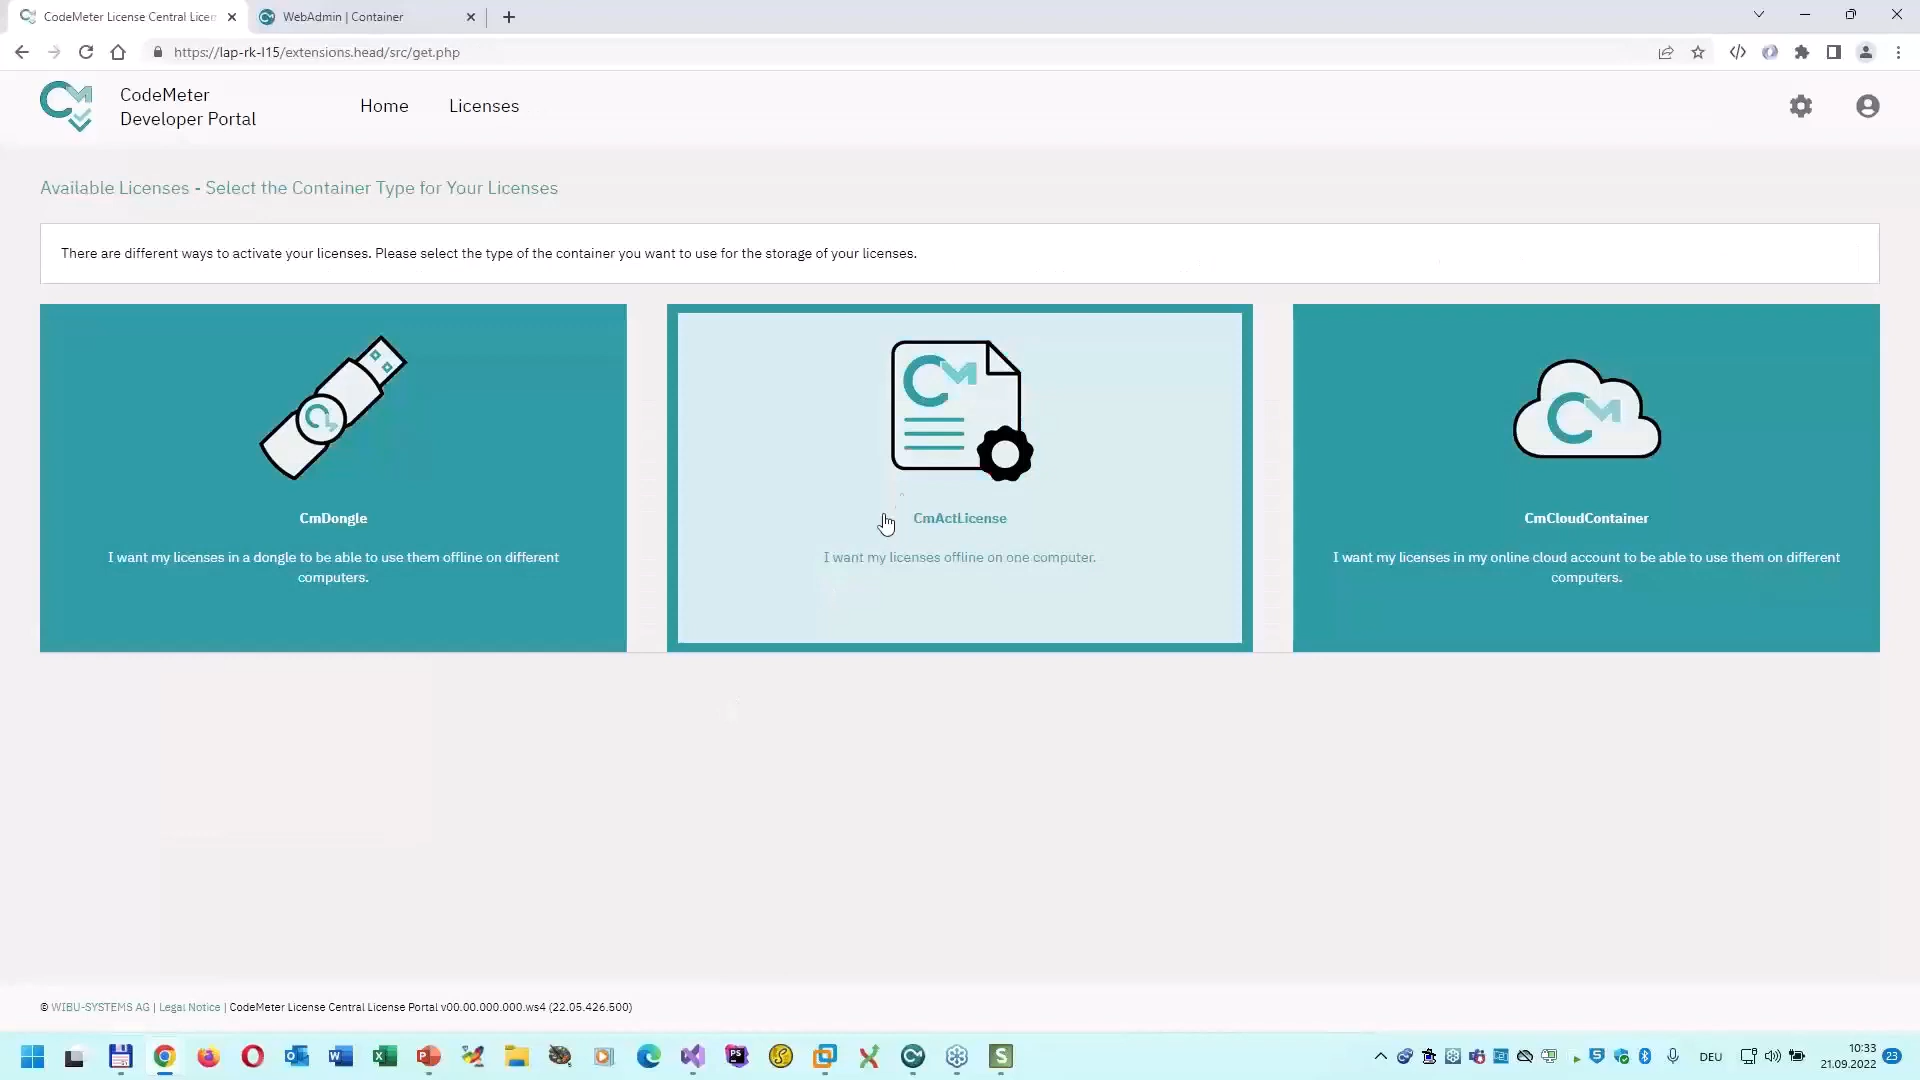 CodeMeter License Central Licen
WebAdmin | Container
https://lap-rk-l15/extensions.head/src/get.php
CodeMeter
Developer Portal
Home
Licenses
Available Licenses - Select the Container Type for Your Licenses
There are different ways to activate your licenses. Please select the type of the container you want to use for the storage of your licenses.
CmDongle
I want my licenses in a dongle to be able to use them offline on different
computers.
CmActLicense
I want my licenses offline on one computer.
CmCloudContainer
I want my licenses in my online cloud account to be able to use them on different
computers.
© WIBU-SYSTEMS AG | Legal Notice | CodeMeter License Central License Portal v00.00.000.000.ws4 (22.05.426.500)
DEU
10:33
21.09.2022
23